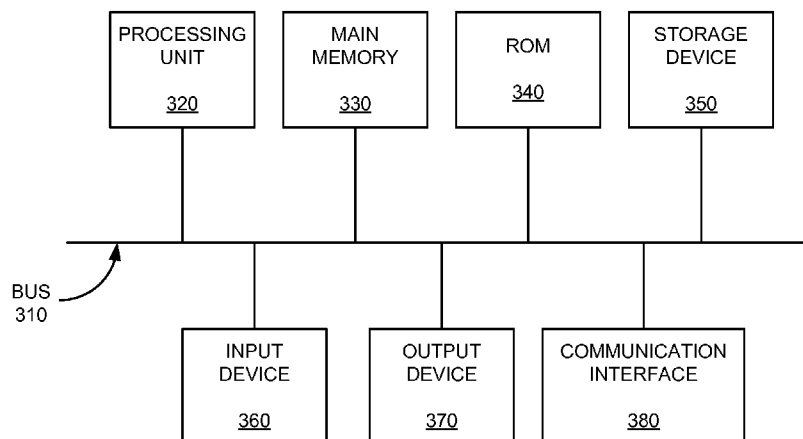 PROCESSING
UNIT
320
MAIN
MEMORY
330
ROM
340
STORAGE
DEVICE
350
BUS
310
INPUT
DEVICE
360
OUTPUT
DEVICE
370
COMMUNICATION
INTERFACE
380